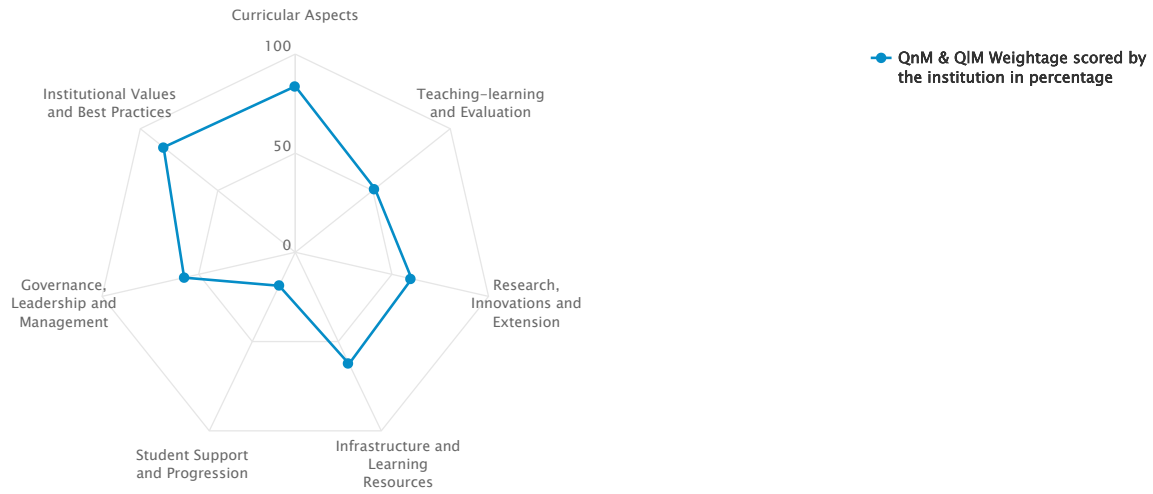 Curricular Aspects
100
QnM & QlM Weightage scored by
the institution in percentage
Institutional Values
and Best Practices
Teaching-learning
and Evaluation
50
0
Governance,
Leadership and
Management
Research,
Innovations and
Extension
Student Support
and Progression
Infrastructure and
Learning
Resources